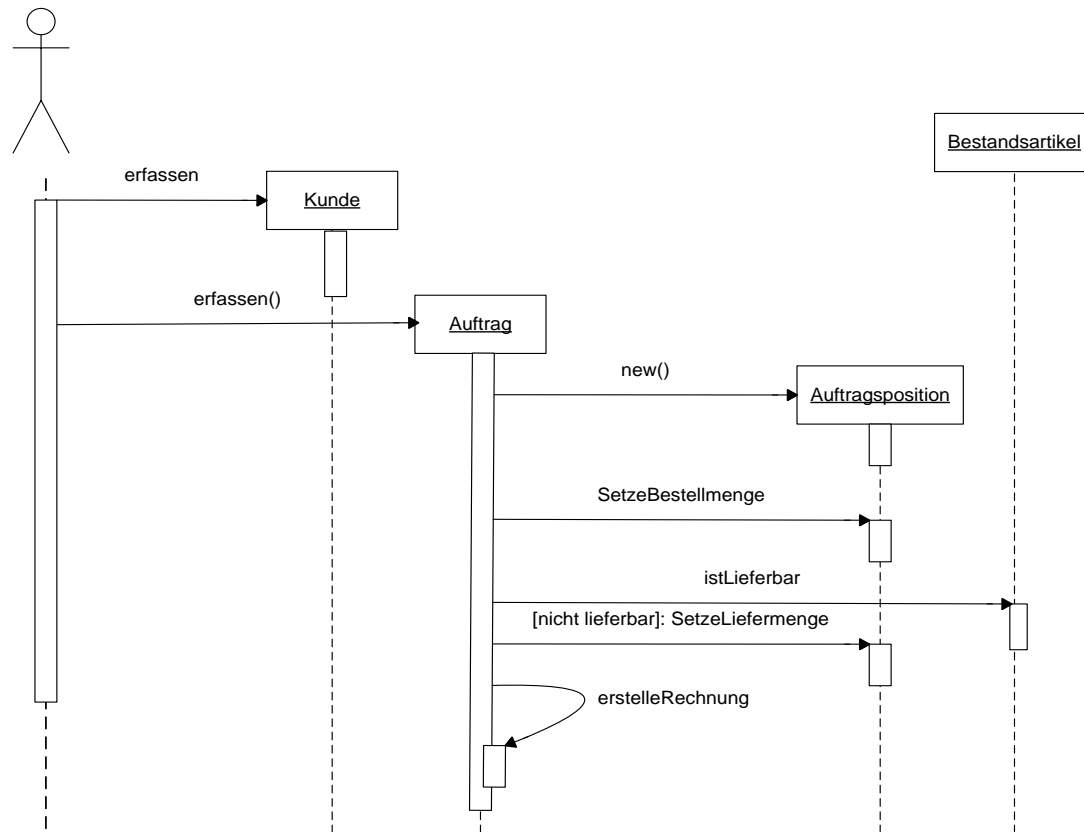 Bestandsartikel
erfassen
Kunde
erfassen()
Auftrag
new()
Auftragsposition
SetzeBestellmenge
istLieferbar
[nicht lieferbar]: SetzeLiefermenge
erstelleRechnung